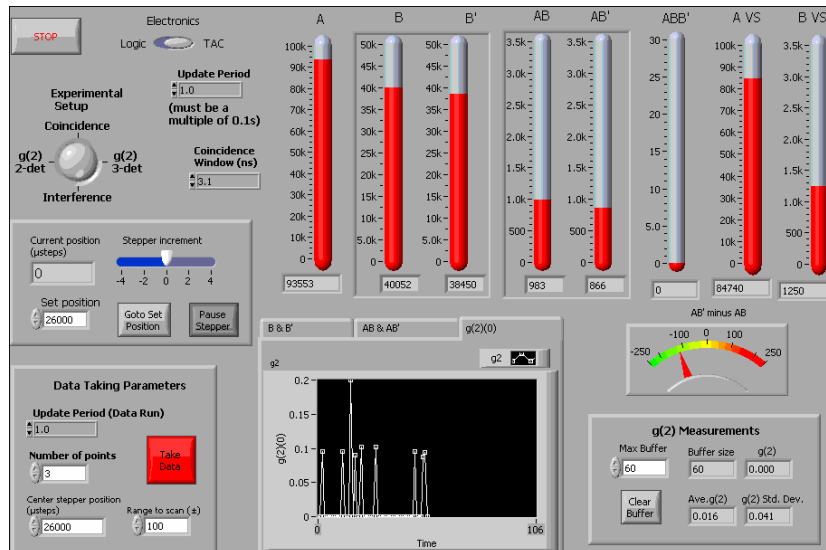 STOP
Electronics
Logic TAC
Update Period
1.0
(must be a
multiple of 0.1s)
Experimental
Setup
Coincidence
g(2)
2-det
g(2)
3-det
Interference
Coincidence
Window (ns)
3.1
A
100k
90k
80k
70k
60k
50k
40k
30k
20k
10k
0
93553
B
50k
45k
40k
35k
30k
25k
20k
15k
10k
5.0k
0
40052
B'
50k
45k
40k
35k
30k
25k
20k
15k
10k
5.0k
0
38450
AB
3.5k
3.0k
2.5k
2.0k
1.5k
1.0k
500
0
983
AB'
3.5k
3.0k
2.5k
2.0k
1.5k
1.0k
500
0
866
ABB'
30
25
20
15
10
5.0
0
0
A VS
100k
90k
80k
70k
60k
50k
40k
30k
20k
10k
0
84740
B VS
3.5k
3.0k
2.5k
2.0k
1.5k
1.0k
500
0
1250
Current position
(µsteps)
0
Stepper increment
-4 -2 0 2 4
Set position
26000
Goto Set
Position
Pause
Stepper.
Data Taking Parameters
Update Period (Data Run)
1.0
Number of points
3
Take
Data
Center stepper position
(µsteps)
26000
Range to scan (±)
100
B & B' AB & AB' g(2)(0)
g2
g2
g(2)(0)
0.2
0.15
0.1
0.05
0
0 106
Time
AB' minus AB
-250 -100 0 100 250
g(2) Measurements
Max Buffer
60
Buffer size
60
g(2)
0.000
Clear
Buffer
Ave.g(2)
0.016
g(2) Std. Dev.
0.041